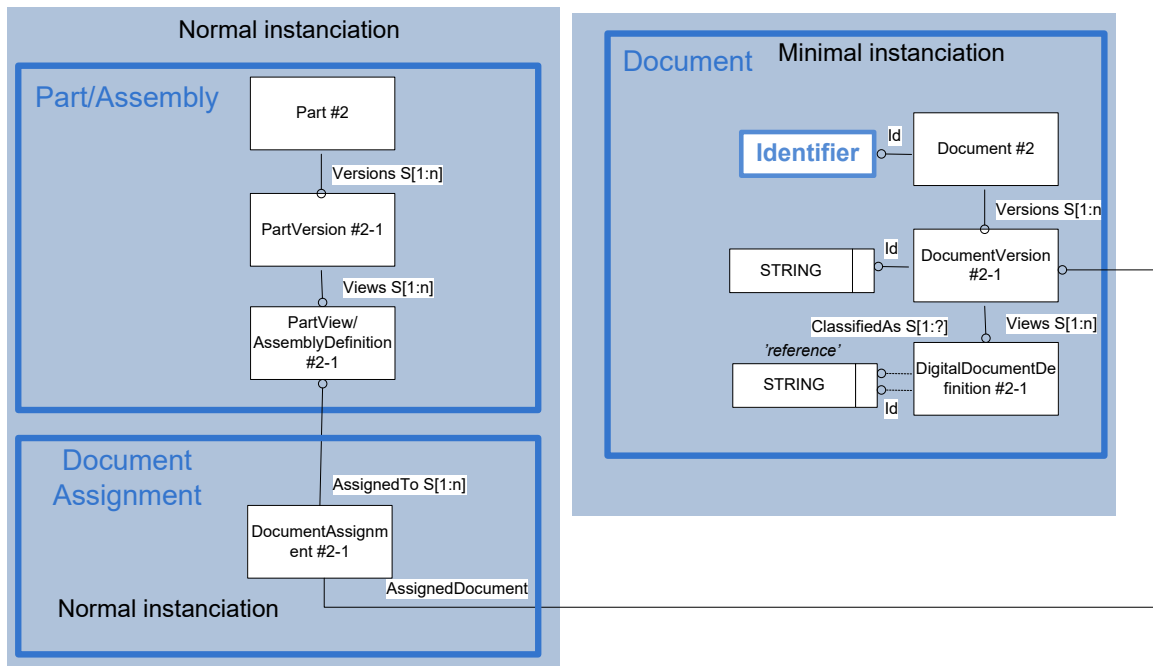 Normal instanciation
Part/Assembly
Part #2
Versions S[1:n]
PartVersion #2-1
Views S[1:n]
PartView/
AssemblyDefinition
#2-1
Document
Assignment
AssignedTo S[1:n]
DocumentAssignm
ent #2-1
AssignedDocument
Normal instanciation
Minimal instanciation
Document
Id
Identifier
Document #2
Versions S[1:n
Id
STRING
DocumentVersion
#2-1
ClassifiedAs S[1:?]
Views S[1:n]
'reference'
STRING
DigitalDocumentDe
finition #2-1
Id